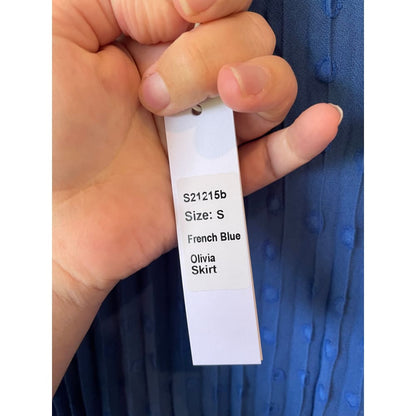 S21215b
Size: S
French Blue
Olivia
Skirt